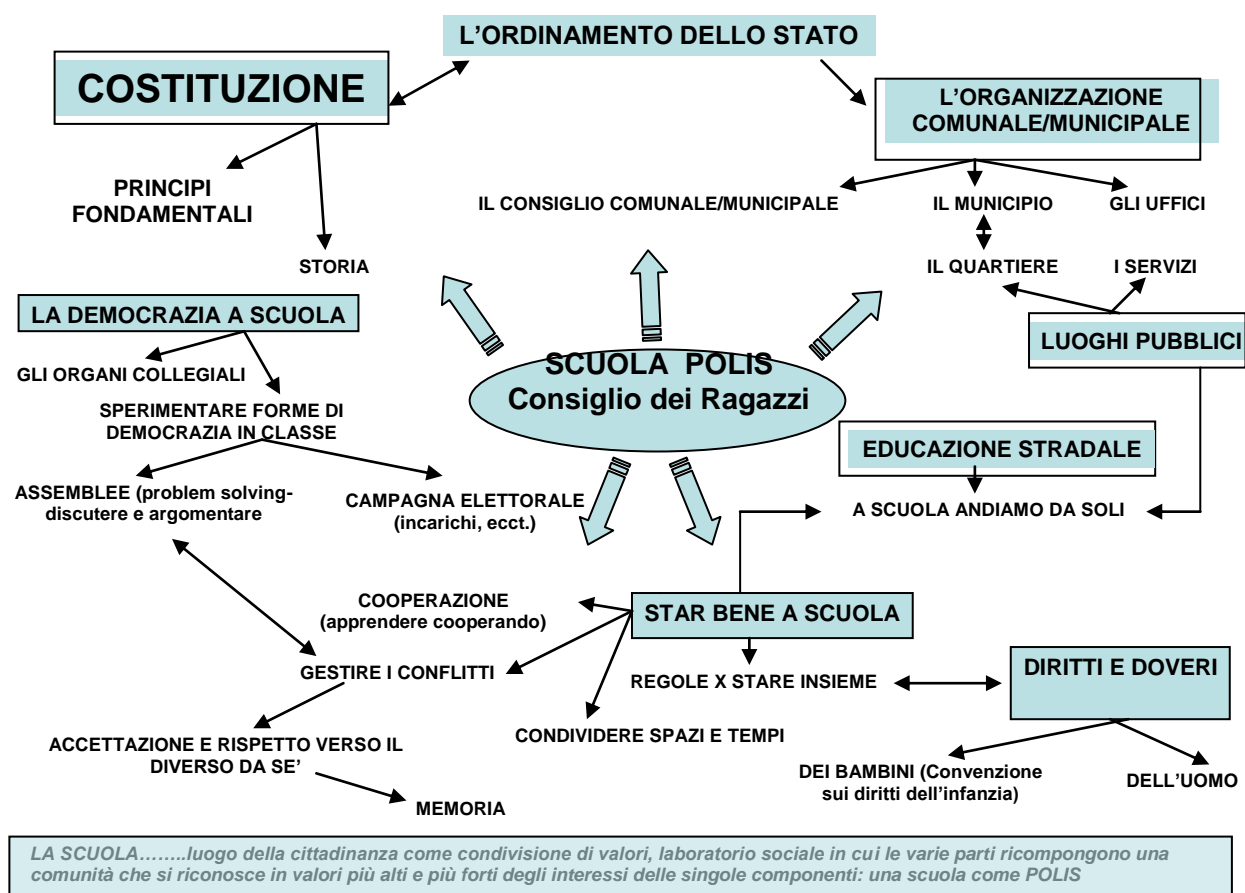 L'ORDINAMENTO DELLO STATO
COSTITUZIONE
L'ORGANIZZAZIONE
COMUNALE/MUNICIPALE
PRINCIPI
FONDAMENTALI
IL CONSIGLIO COMUNALE/MUNICIPALE
IL MUNICIPIO
GLI UFFICI
STORIA
IL QUARTIERE
I SERVIZI
LA DEMOCRAZIA A SCUOLA
LUOGHI PUBBLICI
GLI ORGANI COLLEGIALI
SCUOLA POLIS
Consiglio dei Ragazzi
SPERIMENTARE FORME DI
DEMOCRAZIA IN CLASSE
EDUCAZIONE STRADALE
ASSEMBLEE (problem solving-
discutere e argomentare
CAMPAGNA ELETTORALE
(incarichi, ecct.)
A SCUOLA ANDIAMO DA SOLI
COOPERAZIONE
(apprendere cooperando)
STAR BENE A SCUOLA
GESTIRE I CONFLITTI
REGOLE X STARE INSIEME
DIRITTI E DOVERI
CONDIVIDERE SPAZI E TEMPI
ACCETTAZIONE E RISPETTO VERSO IL
DIVERSO DA SE'
DEI BAMBINI (Convenzione
sui diritti dell'infanzia)
DELL'UOMO
MEMORIA
LA SCUOLA……..luogo della cittadinanza come condivisione di valori, laboratorio sociale in cui le varie parti ricompongono una
comunità che si riconosce in valori più alti e più forti degli interessi delle singole componenti: una scuola come POLIS